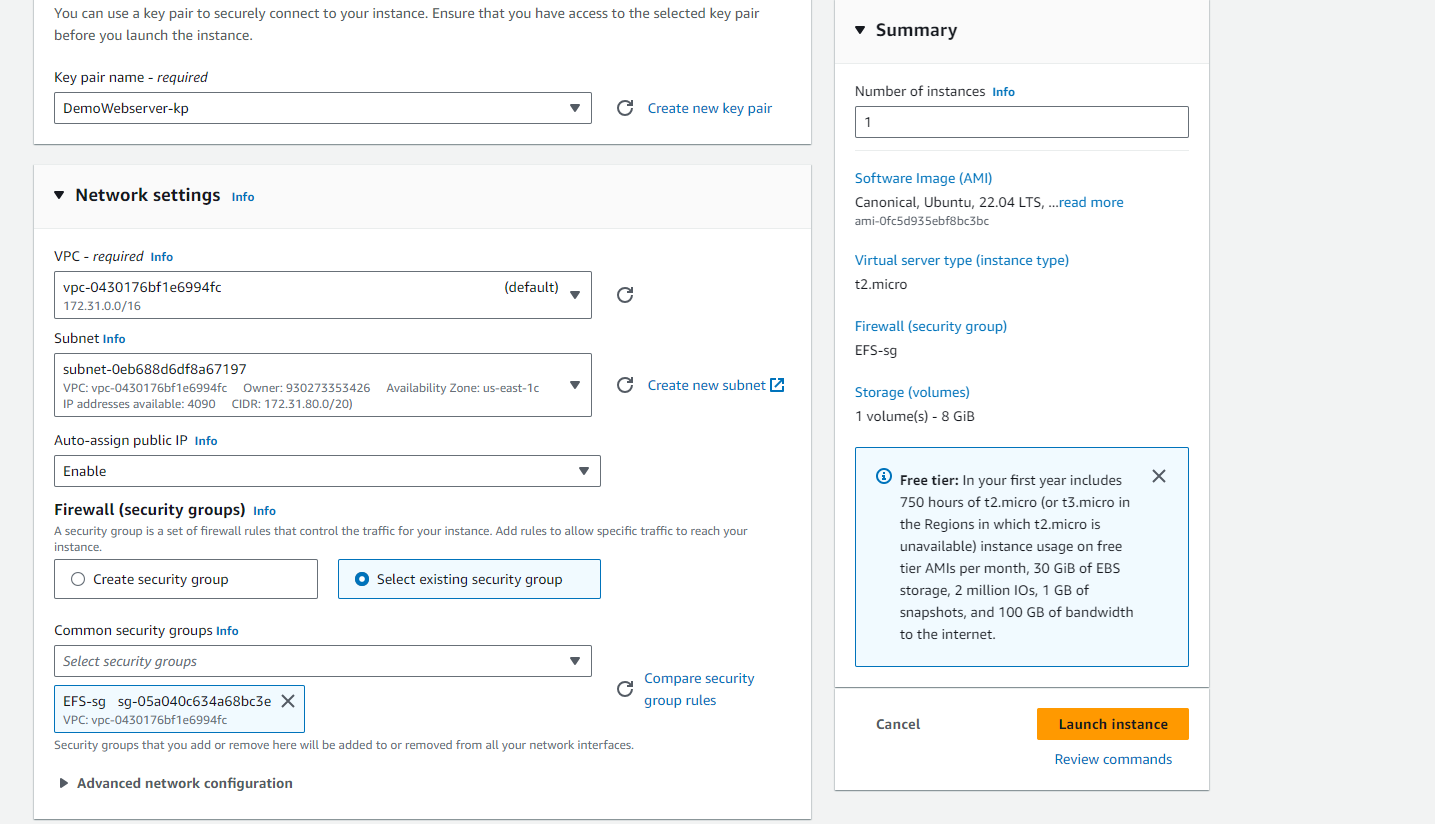 You can use a key pair to securely connect to your instance. Ensure that you have access to the selected key pair
before you launch the instance.
Key pair name - required
DemoWebserver-kp
Create new key pair
Network settings Info
VPC - required Info
vpc-0430176bf1e6994fc (default)
172.31.0.0/16
Subnet Info
subnet-0eb688d6df8a67197
VPC: vpc-0430176bf1e6994fc Owner: 930273353426 Availability Zone: us-east-1c
IP addresses available: 4090 CIDR: 172.31.80.0/20)
Create new subnet
Auto-assign public IP Info
Enable
Firewall (security groups) Info
A security group is a set of firewall rules that control the traffic for your instance. Add rules to allow specific traffic to reach your
instance.
Create security group
Select existing security group
Common security groups Info
Select security groups
EFS-sg sg-05a040c634a68bc3e
VPC: vpc-0430176bf1e6994fc
Compare security
group rules
Security groups that you add or remove here will be added to or removed from all your network interfaces.
Advanced network configuration
Summary
Number of instances Info
1
Software Image (AMI)
Canonical, Ubuntu, 22.04 LTS, ...read more
ami-0fc5d935ebf8bc3bc
Virtual server type (instance type)
t2.micro
Firewall (security group)
EFS-sg
Storage (volumes)
1 volume(s) - 8 GiB
Free tier: In your first year includes
750 hours of t2.micro (or t3.micro in
the Regions in which t2.micro is
unavailable) instance usage on free
tier AMIs per month, 30 GiB of EBS
storage, 2 million IOs, 1 GB of
snapshots, and 100 GB of bandwidth
to the internet.
Cancel
Launch instance
Review commands